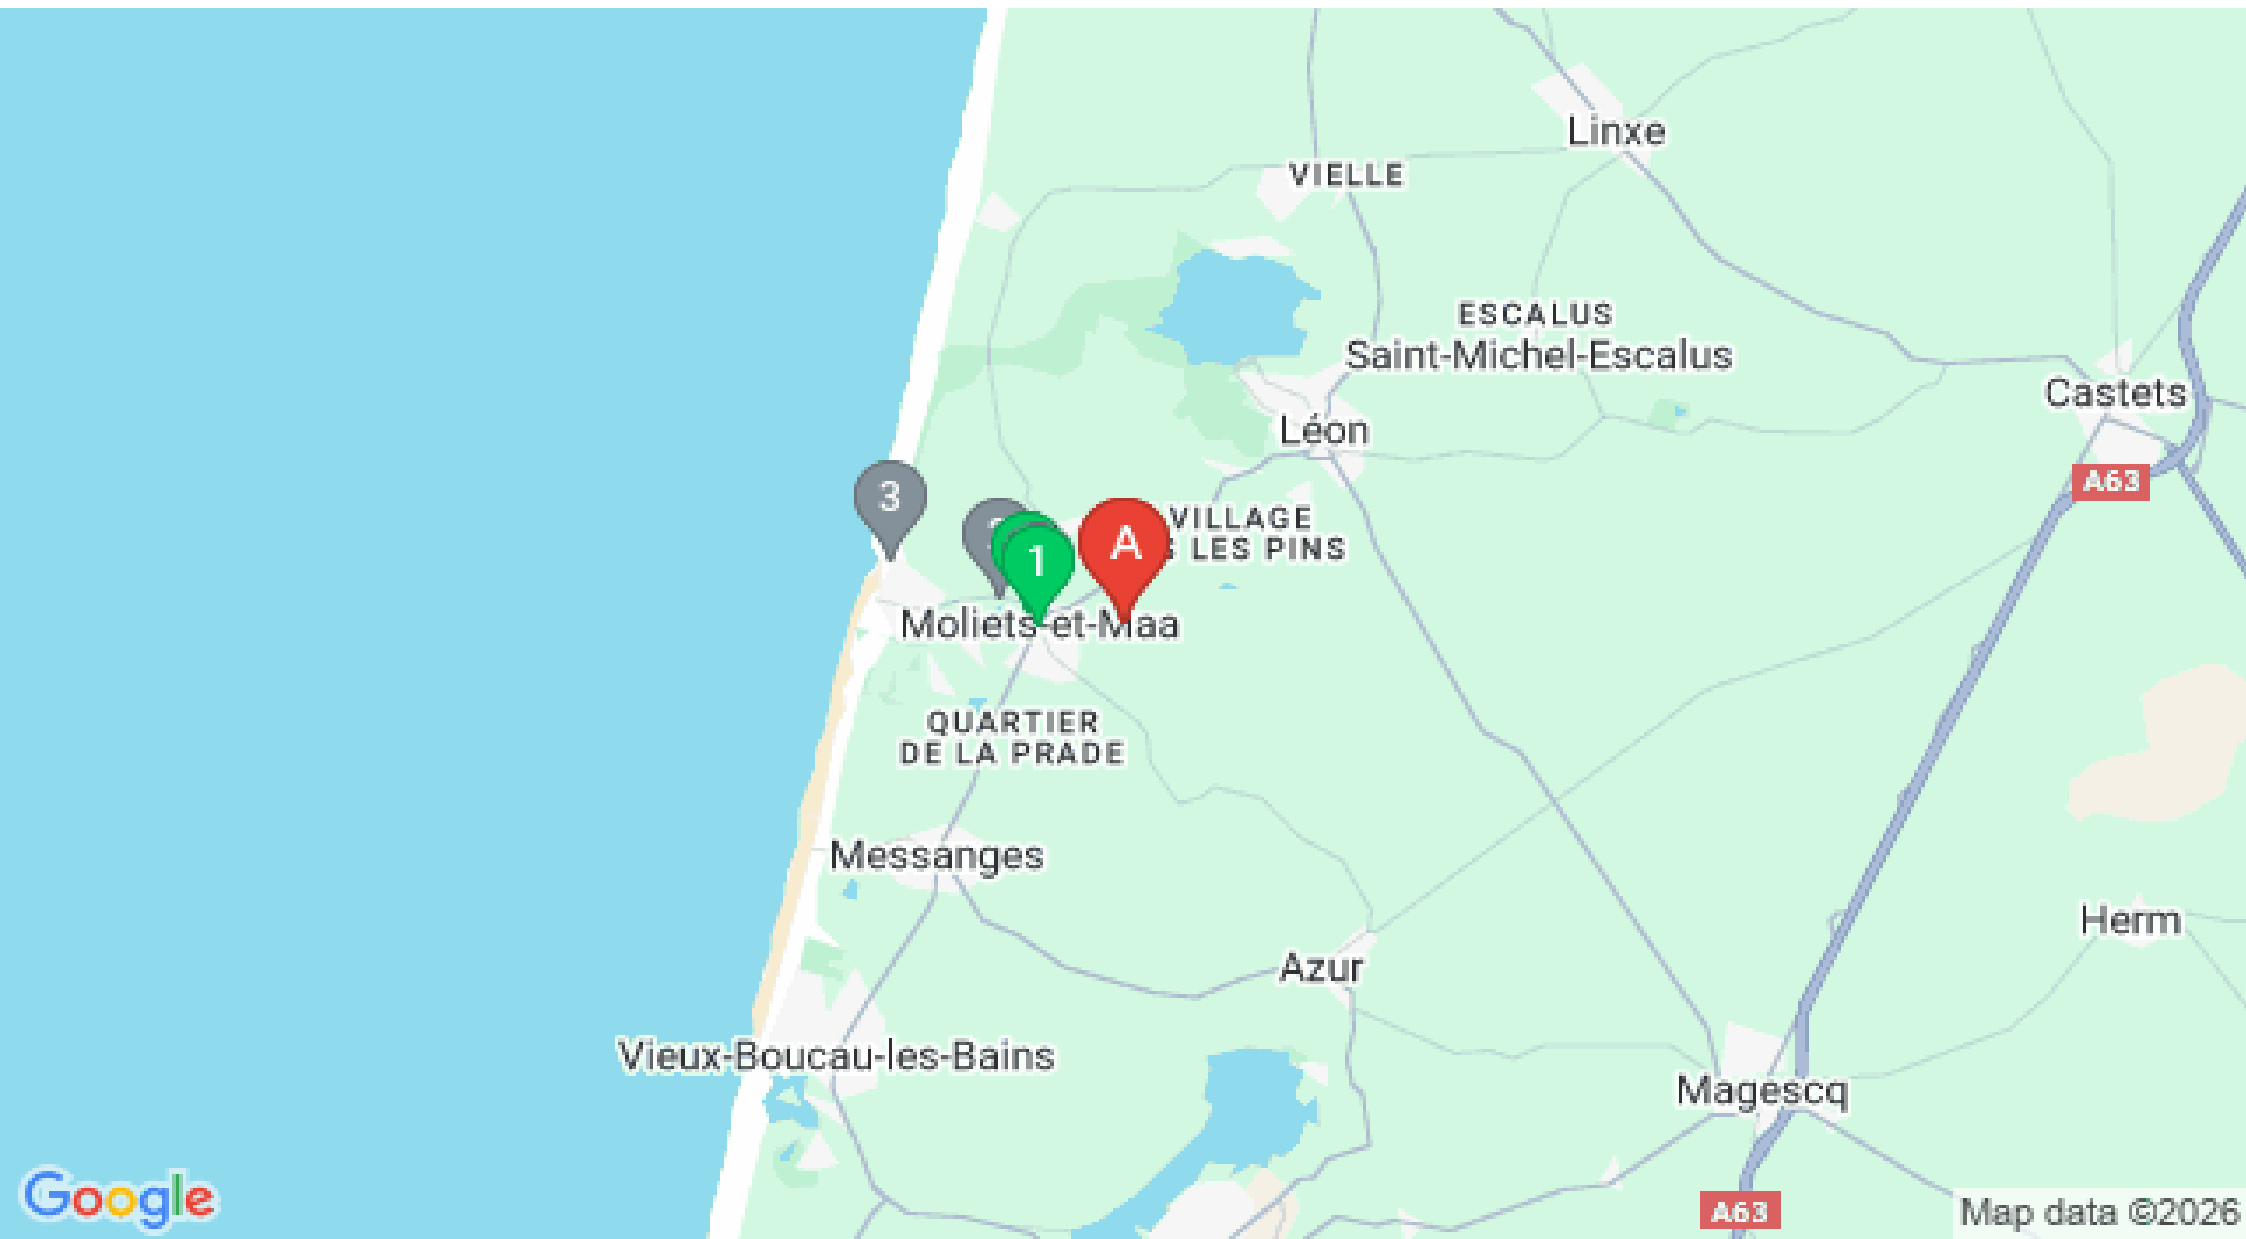 Linxe
VIELLE
ESCALUS
Saint-Michel-Escalus
Castets
Léon
A63
3
VILLAGE
LES PINS
1
A
Moliets-et-Maa
QUARTIER
DE LA PRADE
Messanges
Herm
Azur
Vieux-Boucau-les-Bains
Magescq
Google
A63
Map data ©2026